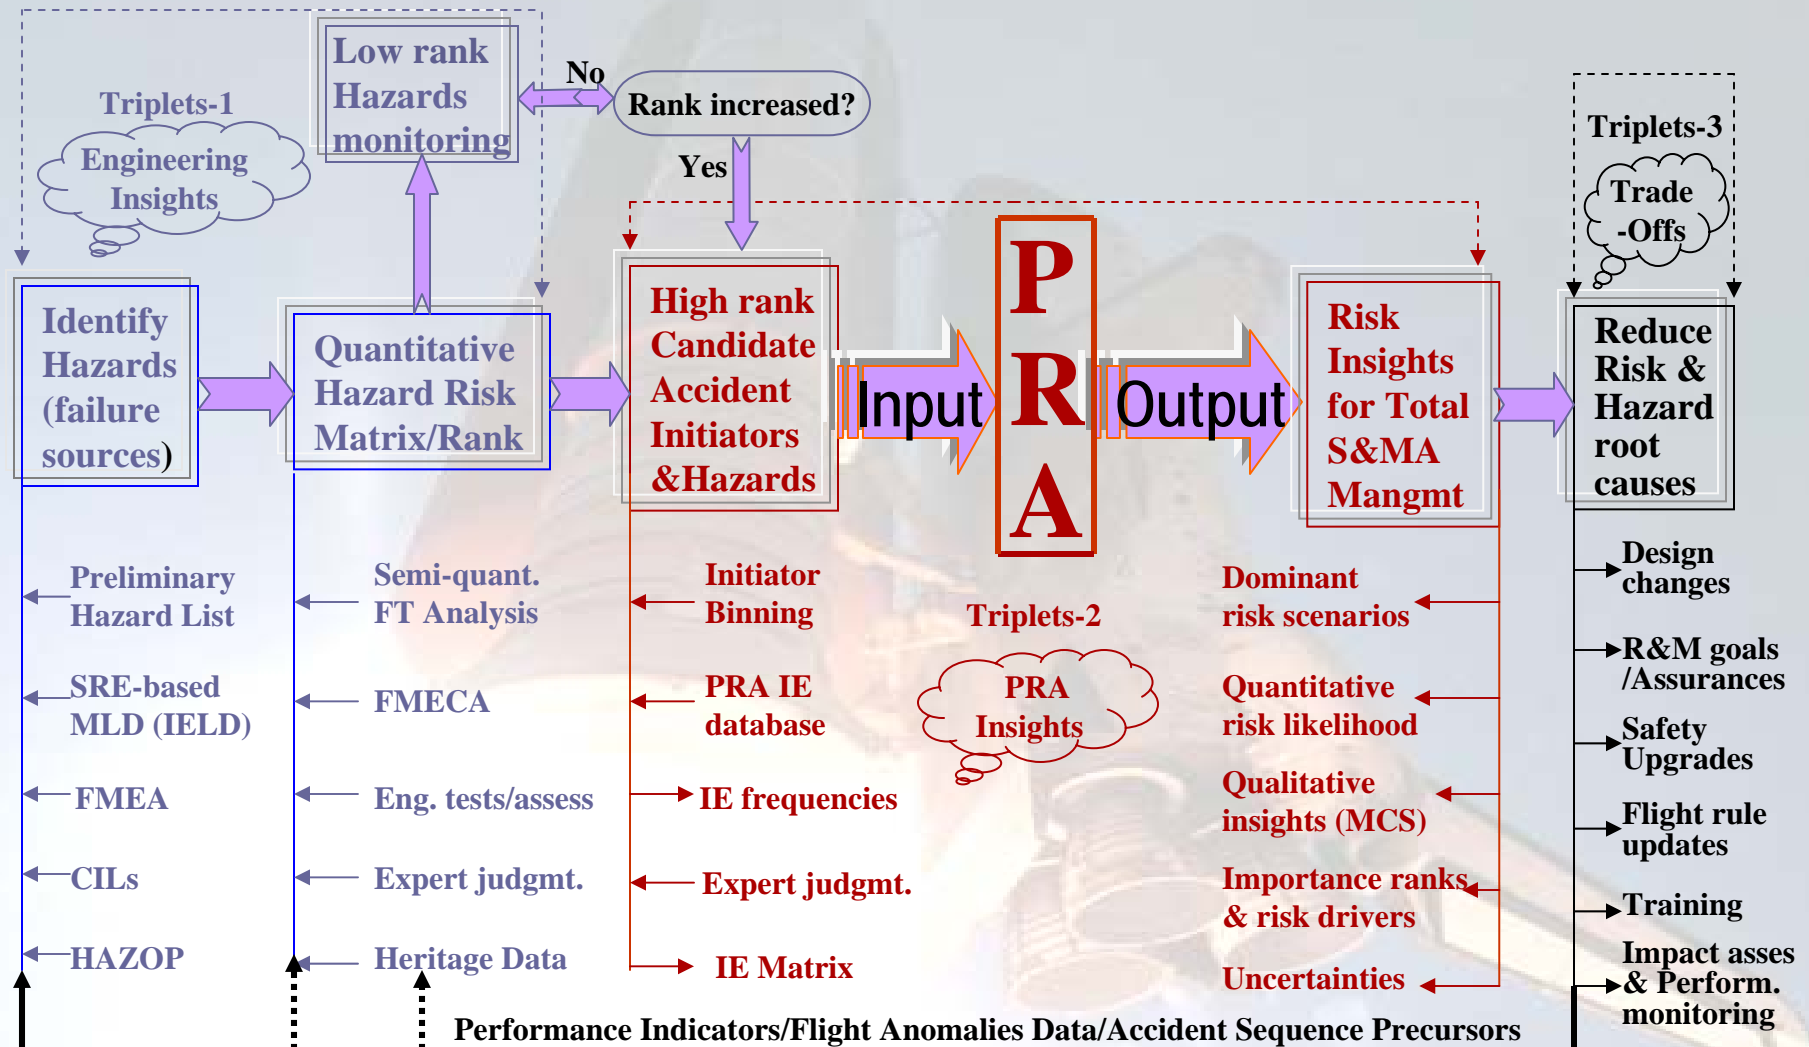 Low rank
Hazards
monitoring
No
Rank increased?
Yes
Triplets-1
Engineering
Insights
Triplets-3
Trade
-Offs
Identify
Hazards
(failure
sources)
Quantitative
Hazard Risk
Matrix/Rank
High rank
Candidate
Accident
Initiators
&Hazards
Input
P
R
A
Output
Risk
Insights
for Total
S&MA
Mangmt
Reduce
Risk &
Hazard
root
causes
Preliminary
Hazard List
SRE-based
MLD (IELD)
FMEA
CILs
HAZOP
Semi-quant.
FT Analysis
FMECA
Eng. tests/assess
Expert judgmt.
Heritage Data
Initiator
Binning
PRA IE
database
IE frequencies
Expert judgmt.
IE Matrix
Triplets-2
PRA
Insights
Dominant
risk scenarios
Quantitative
risk likelihood
Qualitative
insights (MCS)
Importance ranks
& risk drivers
Uncertainties
Design
changes
R&M goals
/Assurances
Safety
Upgrades
Flight rule
updates
Training
Impact asses
& Perform.
monitoring
Performance Indicators/Flight Anomalies Data/Accident Sequence Precursors